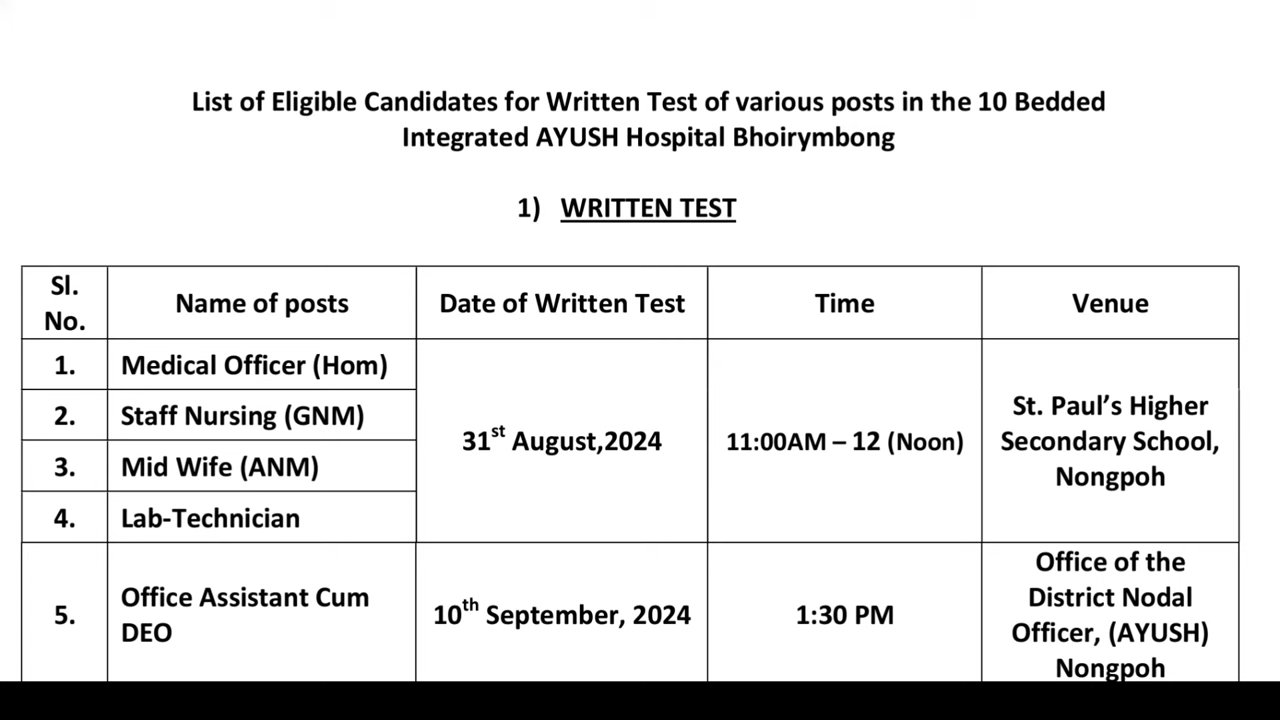 List of Eligible Candidates for Written Test of various posts in the 10 Bedded
Integrated AYUSH Hospital Bhoirymbong
1) WRITTEN TEST
Sl. No.
Name of posts
Date of Written Test
Time
Venue
1.
Medical Officer (Hom)
2.
Staff Nursing (GNM)
3.
Mid Wife (ANM)
4.
Lab-Technician
31st August,2024
11:00AM – 12 (Noon)
St. Paul’s Higher
Secondary School,
Nongpoh
5.
Office Assistant Cum
DEO
10th September, 2024
1:30 PM
Office of the
District Nodal
Officer, (AYUSH)
Nongpoh